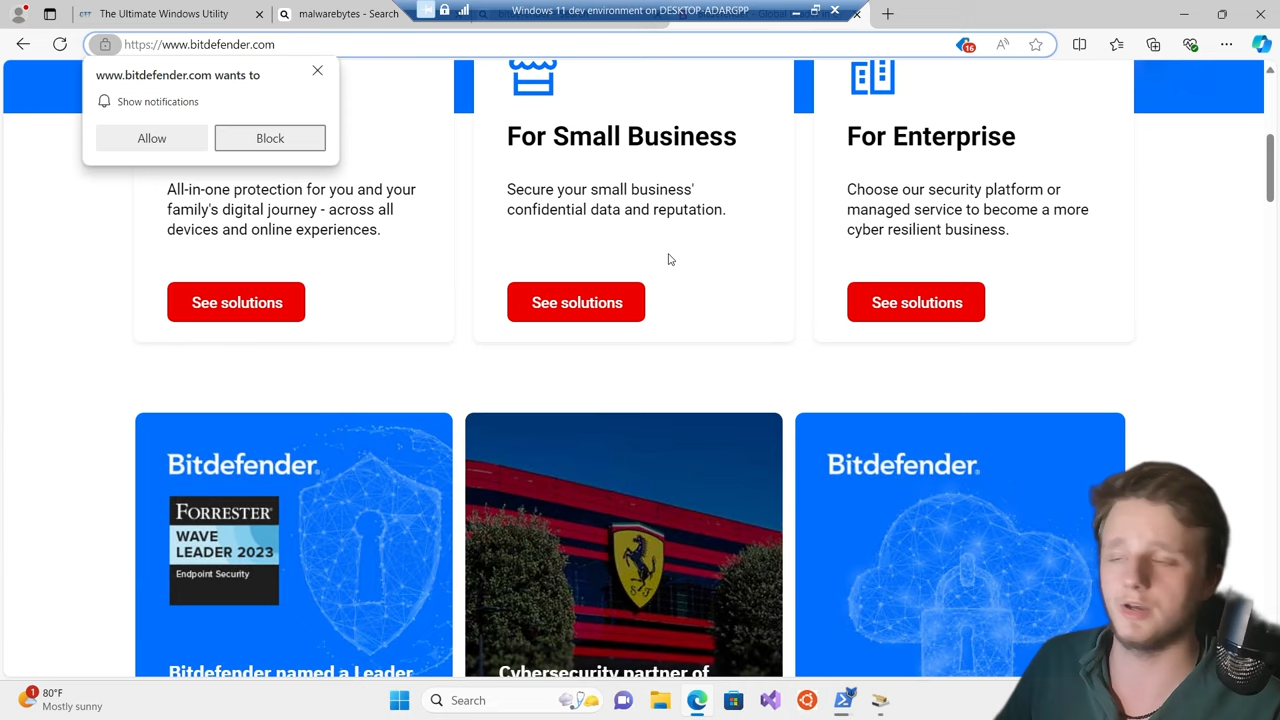 The Ultimate Windows Utility
malwarebytes - Search
Windows 11 dev environment on DESKTOP-ADARGPP
https://www.bitdefender.com
16
www.bitdefender.com wants to
Show notifications
Allow
Block
All-in-one protection for you and your
family's digital journey - across all
devices and online experiences.
See solutions
For Small Business
Secure your small business'
confidential data and reputation.
See solutions
For Enterprise
Choose our security platform or
managed service to become a more
cyber resilient business.
See solutions
Bitdefender
FORRESTER
WAVE
LEADER 2023
Endpoint Security
Bitdefender named a Leader
S F
Cybersecurity partner of
Bitdefender
1
80°F
Mostly sunny
Search